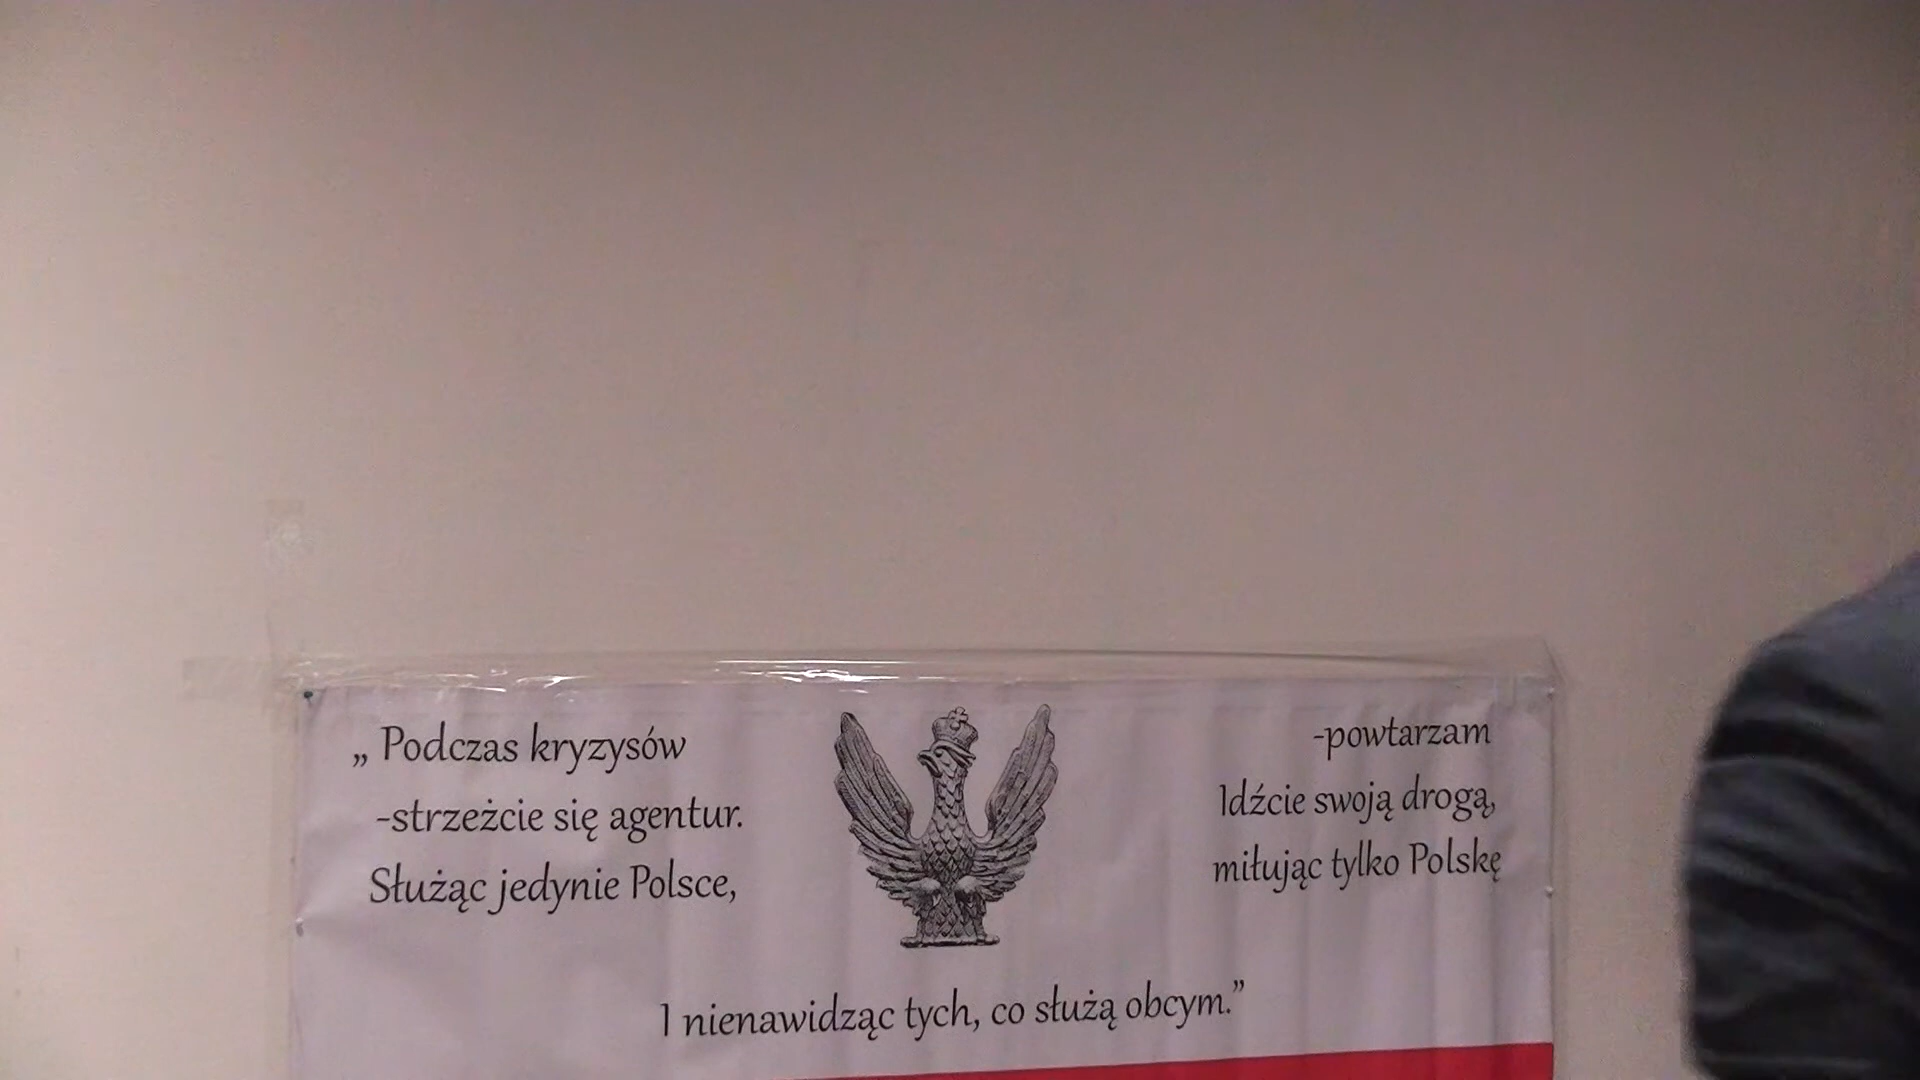 „ Podczas kryzysów
-powtarzam
-strzeżcie się agentur.
Idźcie swoją drogą,
Służąc jedynie Polsce,
miłując tylko Polskę
I nienawidząc tych, co służą obcym.”